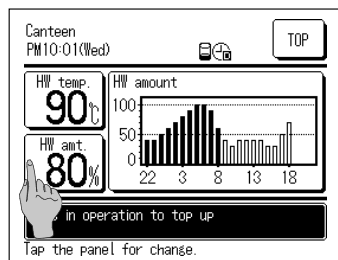 Canteen
PM10:01(Wed)
TOP
HW temp.
90℃
HW amount
100
50
0
22 3 8 13 18
HW amt.
80%
in operation to top up
Tap the panel for change.